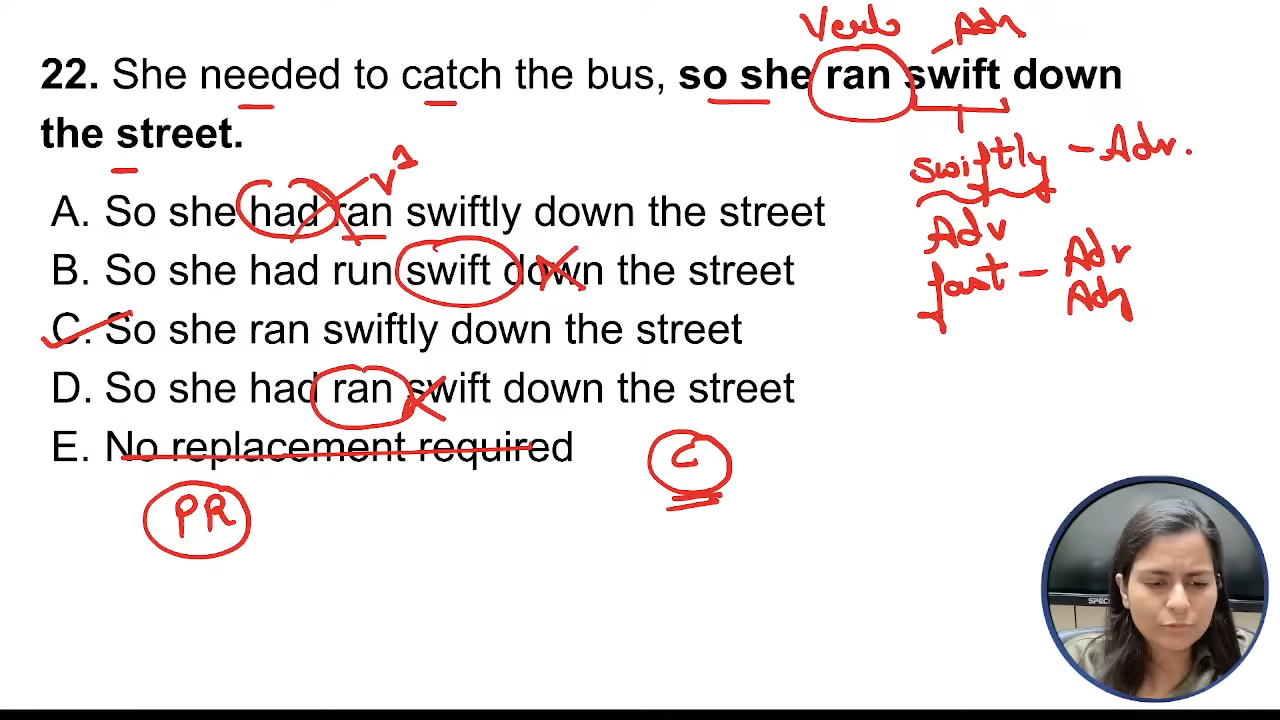 Verb Adj
22. She needed to catch the bus, so she ran swift down
the street.
swiftly - Adv.
A. So she had ran swiftly down the street
Adv
B. So she had run swift down the street
fast - Adv
Adj
C. So she ran swiftly down the street
D. So she had ran swift down the street
E. No replacement required
C
PR